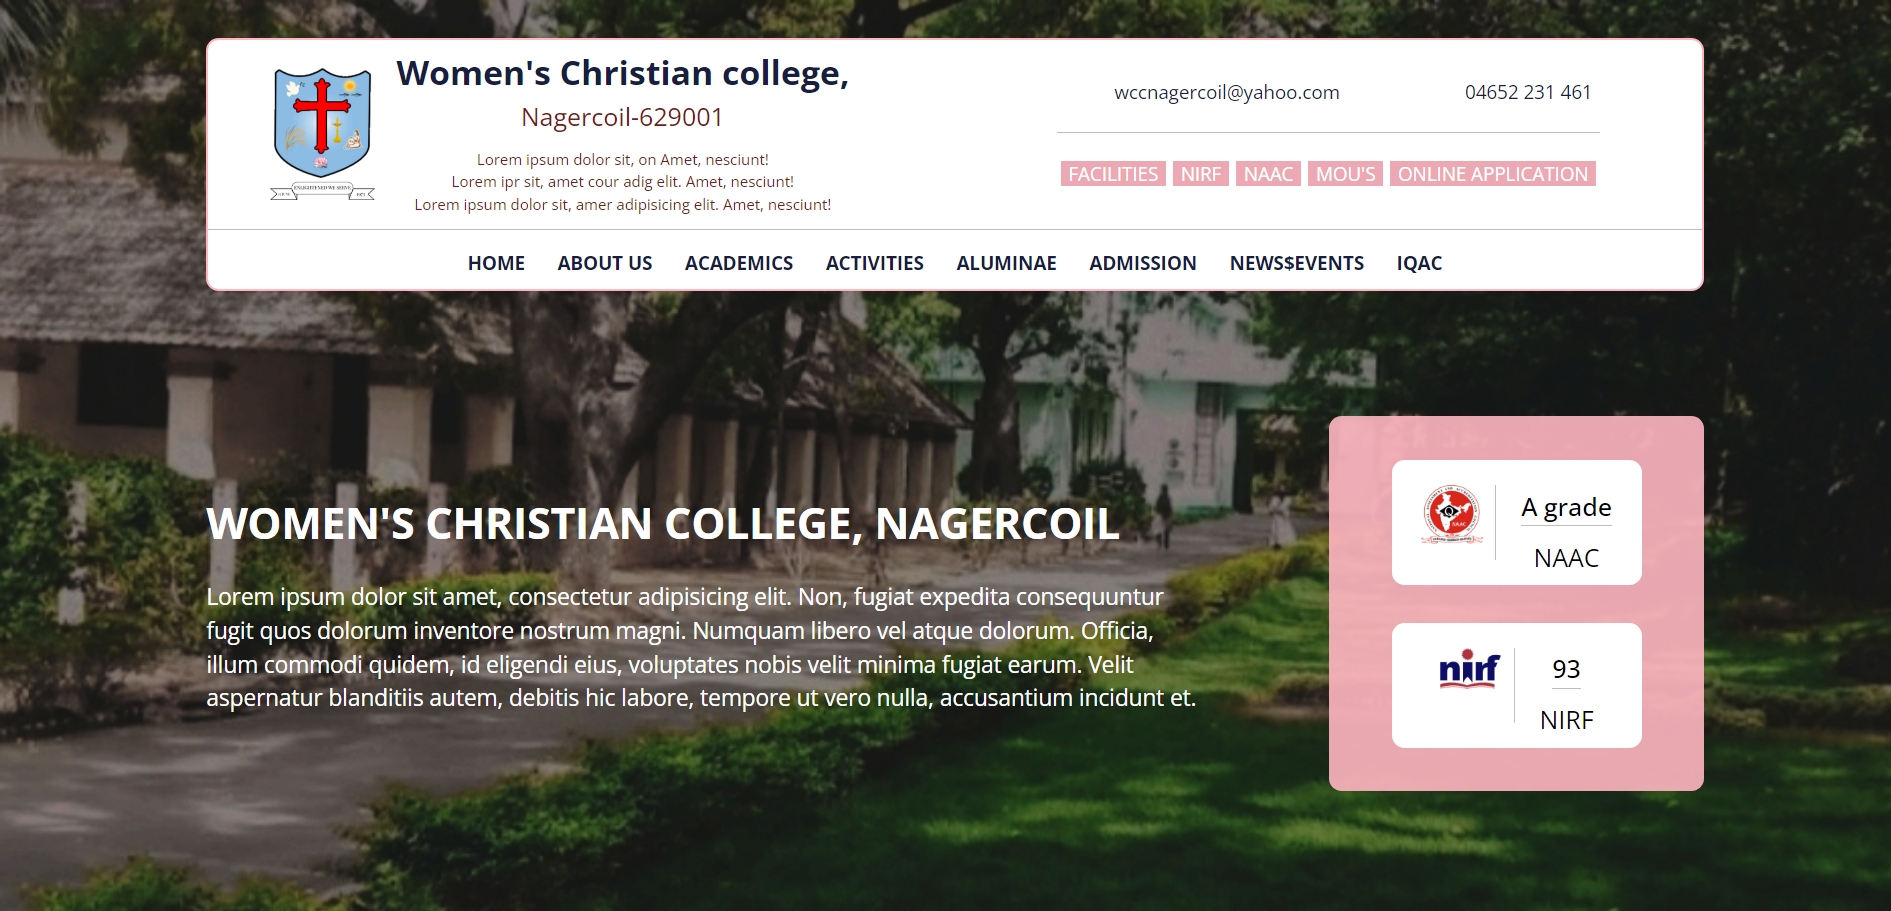 Women's Christian college,
Nagercoil-629001
Lorem ipsum dolor sit, on Amet, nesciunt!
Lorem ipr sit, amet cour adig elit. Amet, nesciunt!
Lorem ipsum dolor sit, amer adipisicing elit. Amet, nesciunt!
ENLIGHTENED WE SERVE
wccnagercoil@yahoo.com
04652 231 461
FACILITIES NIRF NAAC MOU'S ONLINE APPLICATION
HOME ABOUT US ACADEMICS ACTIVITIES ALUMINAE ADMISSION NEWS$EVENTS IQAC
WOMEN'S CHRISTIAN COLLEGE, NAGERCOIL
Lorem ipsum dolor sit amet, consectetur adipisicing elit. Non, fugiat expedita consequuntur
fugit quos dolorum inventore nostrum magni. Numquam libero vel atque dolorum. Officia,
illum commodi quidem, id eligendi eius, voluptates nobis velit minima fugiat earum. Velit
aspernatur blanditiis autem, debitis hic labore, tempore ut vero nulla, accusantium incidunt et.
NAAC
A grade
NAAC
nirf
93
NIRF